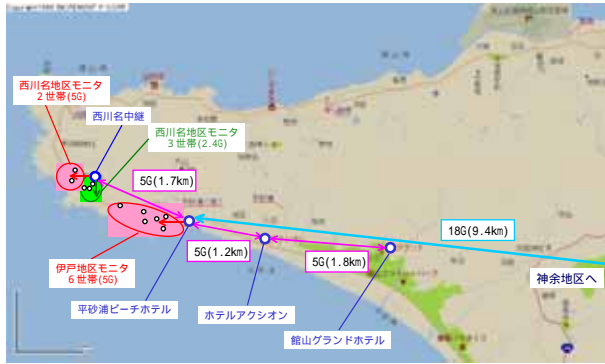 西川名地区モニタ
2世帯(5G)
西川名中継
西川名地区モニタ
3世帯(2.4G)
5G(1.7km)
18G(9.4km)
5G(1.2km)
5G(1.8km)
神余地区へ
伊戸地区モニタ
6世帯(5G)
平砂浦ビーチホテル
ホテルアクシオン
館山グランドホテル